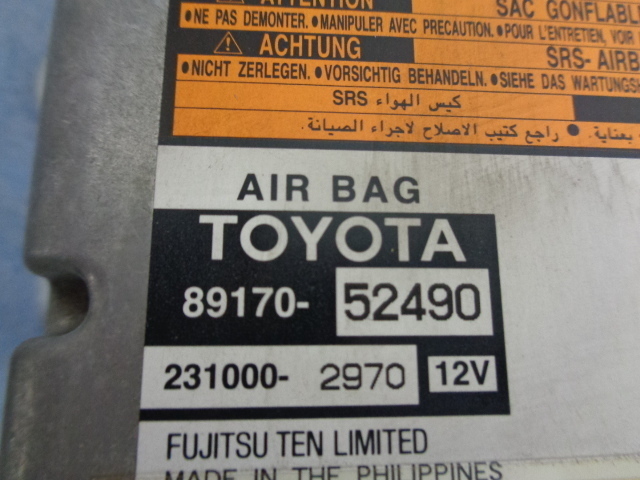 ATTENTION SAC GONFLABL
•NE PAS DEMONTER. •MANIPULER AVEC PRECAUTION. •POUR L'ENTRETIEN, VOIR
ACHTUNG SRS- AIRB
•NICHT ZERLEGEN. •VORSICHTIG BEHANDELN. •SIEHE DAS WARTUNGSH
كيس الهواء SRS
بعناية. • راجع كتيب الاصلاح لاجراء الصيانة.
AIR BAG
TOYOTA
89170- 52490
231000- 2970 12V
FUJITSU TEN LIMITED
MADE IN THE PHILIPPINES